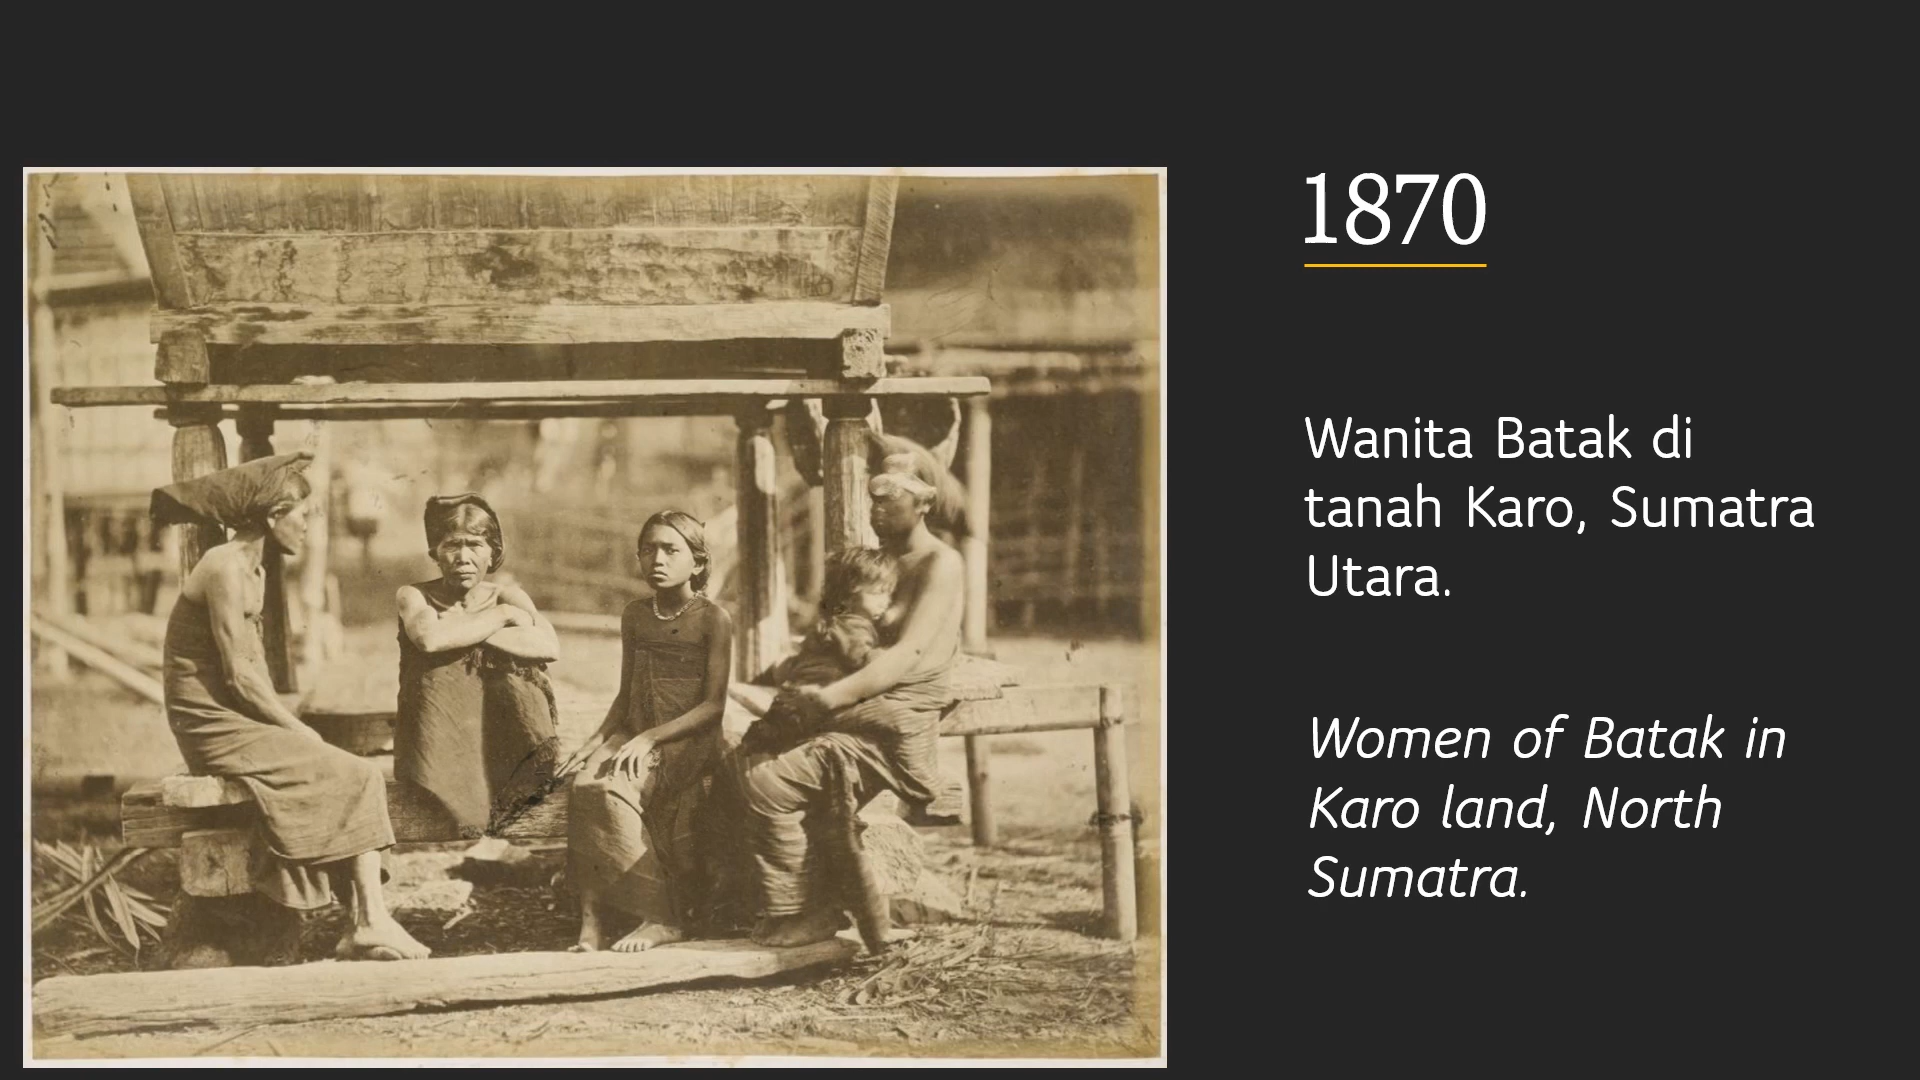 1870
Wanita Batak di
tanah Karo, Sumatra
Utara.
Women of Batak in
Karo land, North
Sumatra.